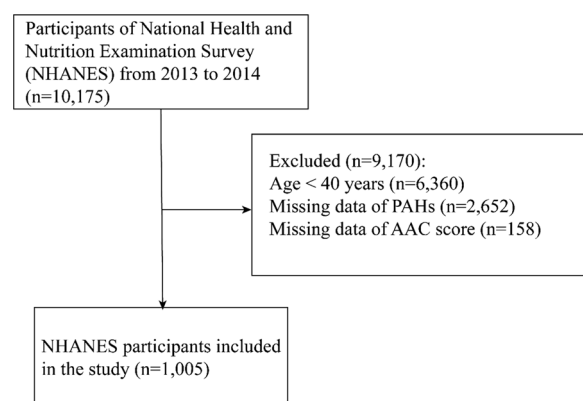 Participants of National Health and
Nutrition Examination Survey
(NHANES) from 2013 to 2014
(n=10,175)
Excluded (n=9,170):
Age < 40 years (n=6,360)
Missing data of PAHs (n=2,652)
Missing data of AAC score (n=158)
NHANES participants included
in the study (n=1,005)